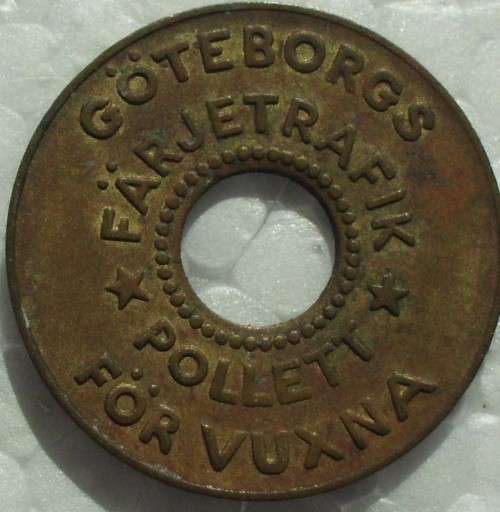 GÖTEBORGS
FÄRJETRAFIK
POLLETT
FÖR VUXNA